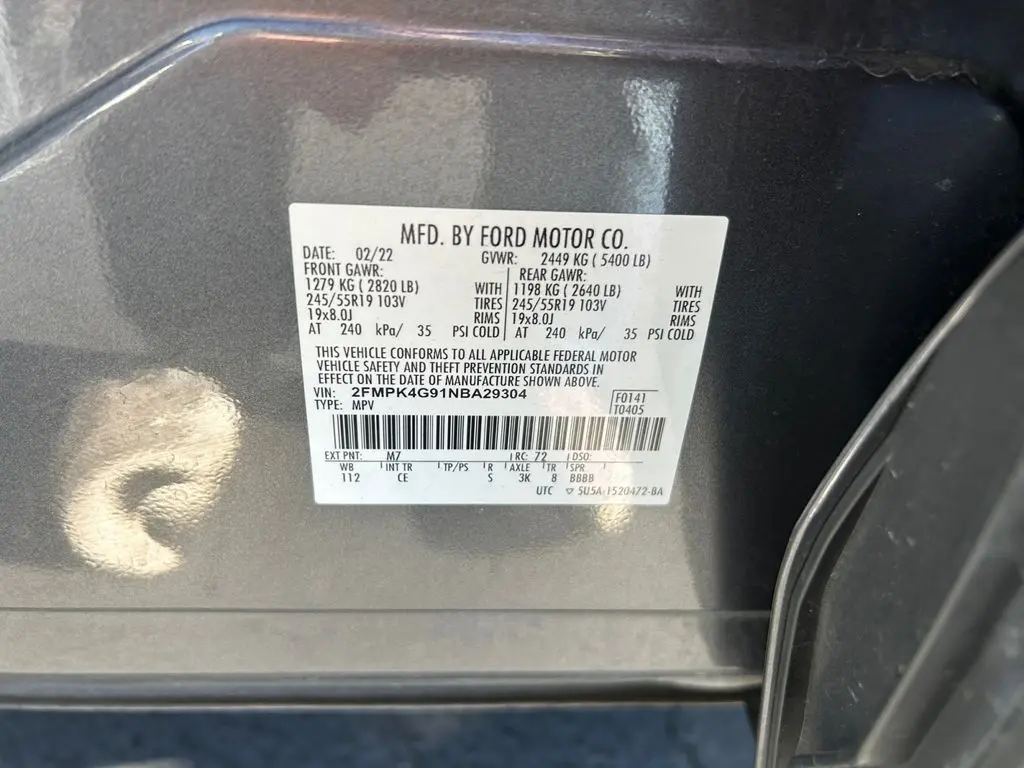 MFD. BY FORD MOTOR CO.
DATE: 02/22 GVWR: 2449 KG ( 5400 LB)
FRONT GAWR: REAR GAWR:
1279 KG ( 2820 LB) WITH 1198 KG ( 2640 LB) WITH
245/55R19 103V TIRES 245/55R19 103V TIRES
19x8.0J RIMS 19x8.0J RIMS
AT 240 kPa/ 35 PSI COLD AT 240 kPa/ 35 PSI COLD
THIS VEHICLE CONFORMS TO ALL APPLICABLE FEDERAL MOTOR
VEHICLE SAFETY AND THEFT PREVENTION STANDARDS IN
EFFECT ON THE DATE OF MANUFACTURE SHOWN ABOVE.
VIN: 2FMPK4G91NBA29304 F0141
TYPE: MPV T0405
EXT PNT: M7 RC: 72 DSO:
WB INT TR TP/PS R AXLE TR SPR
112 CE S 3K 8 BBBB
UTC ▽ 5U5A-1520472-BA